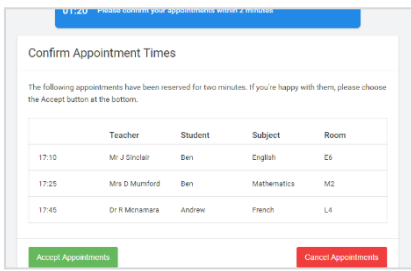 01:20 Please confirm your appointments within 2 minutes
Confirm Appointment Times
The following appointments have been reserved for two minutes. If you're happy with them, please choose
the Accept button at the bottom.
Teacher Student Subject Room
17:10 Mr J Sinclair Ben English E6
17:25 Mrs D Mumford Ben Mathematics M2
17:45 Dr R Mcnamara Andrew French L4
Accept Appointments Cancel Appointments